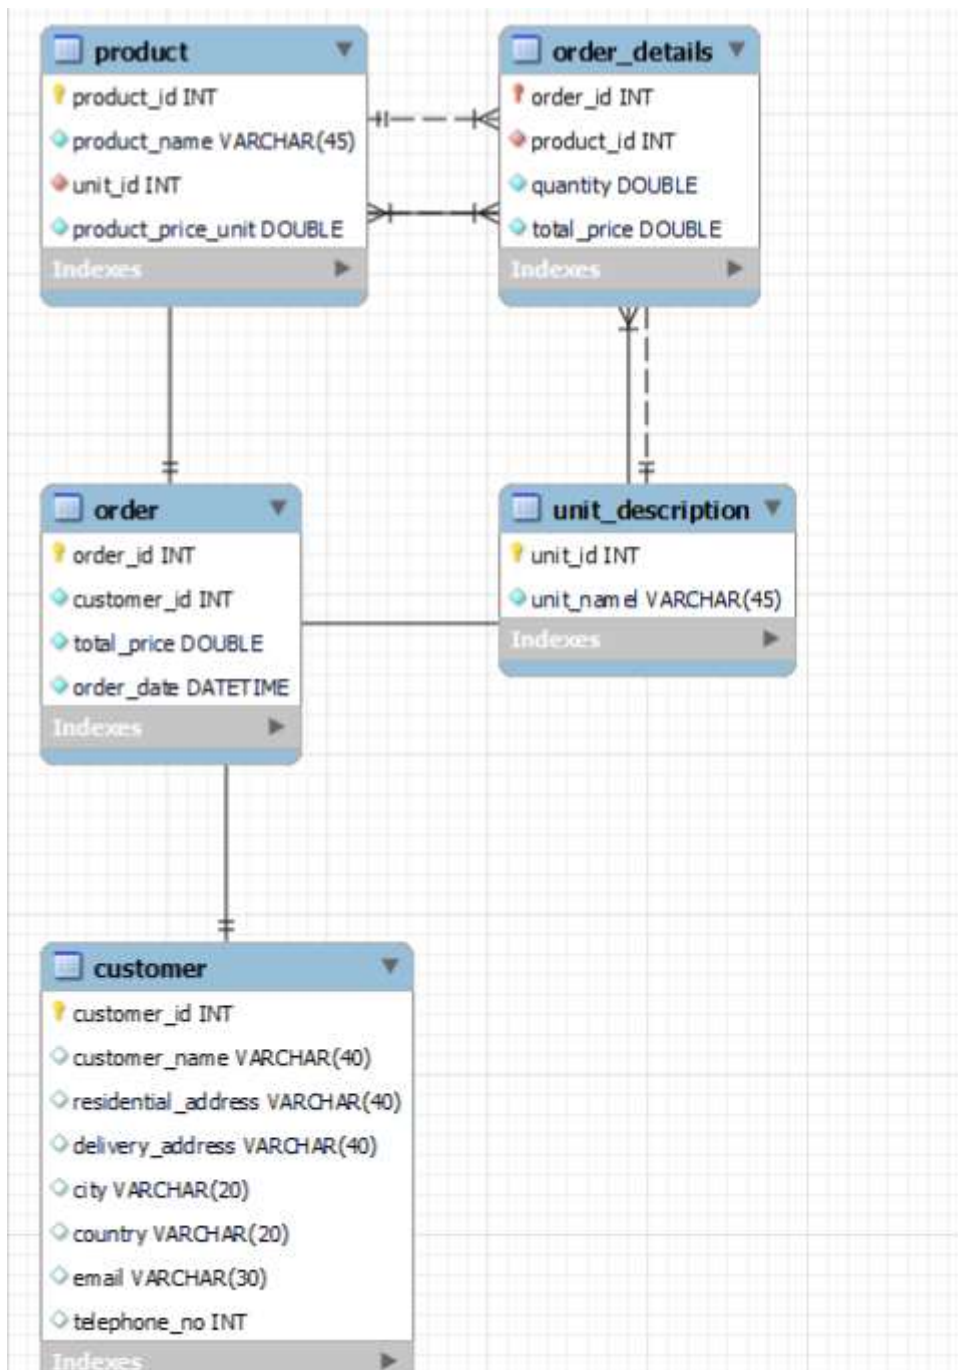 product
product_id INT
product_name VARCHAR(45)
unit_id INT
product_price_unit DOUBLE
Indexes
order_details
order_id INT
product_id INT
quantity DOUBLE
total_price DOUBLE
Indexes
order
order_id INT
customer_id INT
total_price DOUBLE
order_date DATETIME
Indexes
unit_description
unit_id INT
unit_namel VARCHAR(45)
Indexes
customer
customer_id INT
customer_name VARCHAR(40)
residential_address VARCHAR(40)
delivery_address VARCHAR(40)
city VARCHAR(20)
country VARCHAR(20)
email VARCHAR(30)
telephone_no INT
Indexes